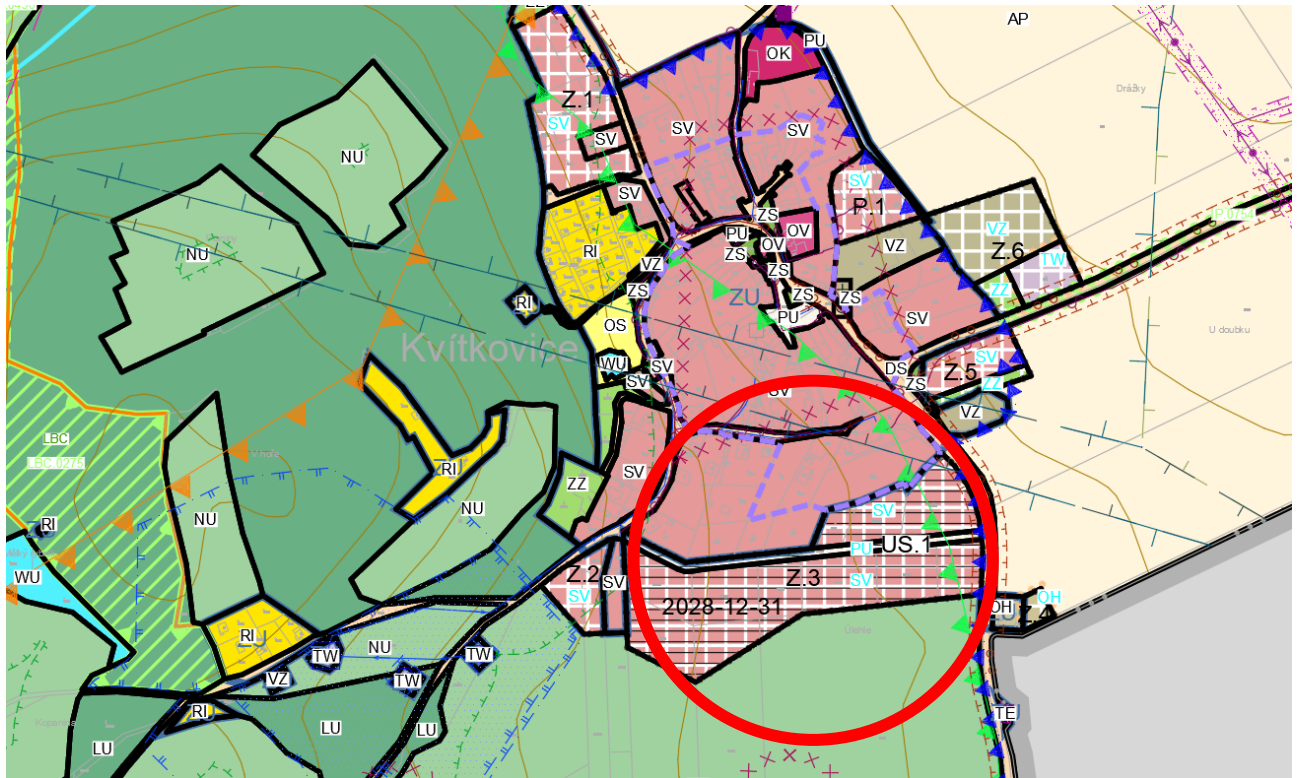 AP
OK
PU
Drážky
Z.1
SV
SV
SV
NU
SV
SV
SV
P.1
NU
RI
VZ
ZS
PU
OV
OV
ZS
VZ
Z.6
TW
ZZ
VZ
ZS
ZS
ZS
ZS
RI
ZU
PU
SV
U doubku
OS
Kvítkovice
WU
SV
SV
DS
ZS
SV
Z.5
ZZ
SV
VZ
LBC
LBC 0275
RI
SV
ZZ
NU
NU
SV
RI
US.1
PU
WU
Z.2
SV
SV
Z.3
SV
2028-12-31
OH
OH
Z.4
RI
NU
TW
TW
VZ
TW
RI
LU
LU
LU
TE